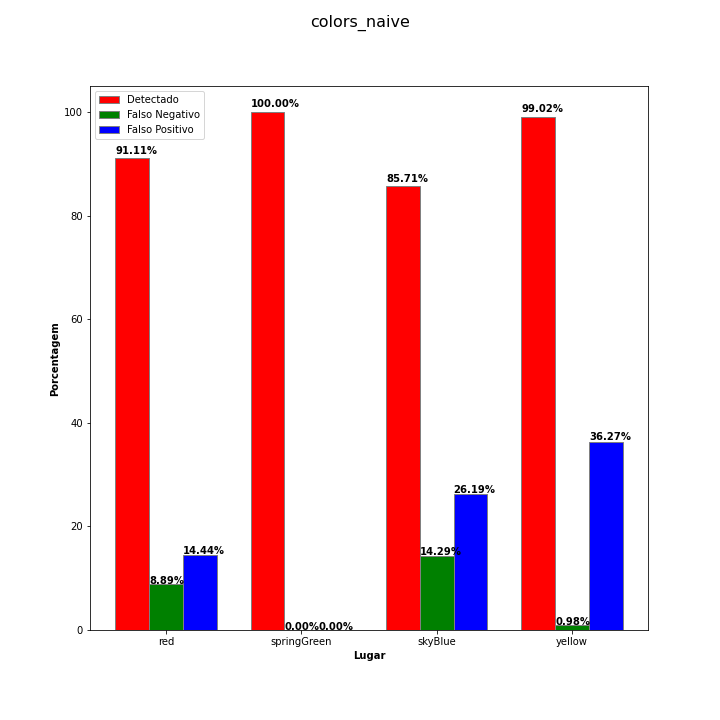 colors_naive
Detectado
Falso Negativo
Falso Positivo
91.11%
100.00%
85.71%
99.02%
8.89%
14.44%
0.00%
0.00%
14.29%
26.19%
0.98%
36.27%
Porcentagem
100
80
60
40
20
0
red
springGreen
skyBlue
yellow
Lugar